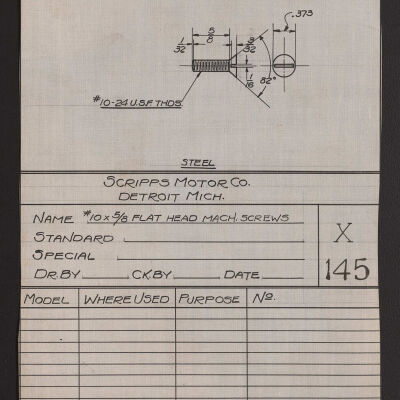 .373
5/8
1/32
3/32
82°
1/16
#10-24 U.S.F. THDS.
STEEL
SCRIPPS MOTOR CO.
DETROIT MICH.
NAME #10 x 5/8 FLAT HEAD MACH. SCREWS
STANDARD
SPECIAL
DR. BY CK. BY DATE
X
145
MODEL WHERE USED PURPOSE NO.